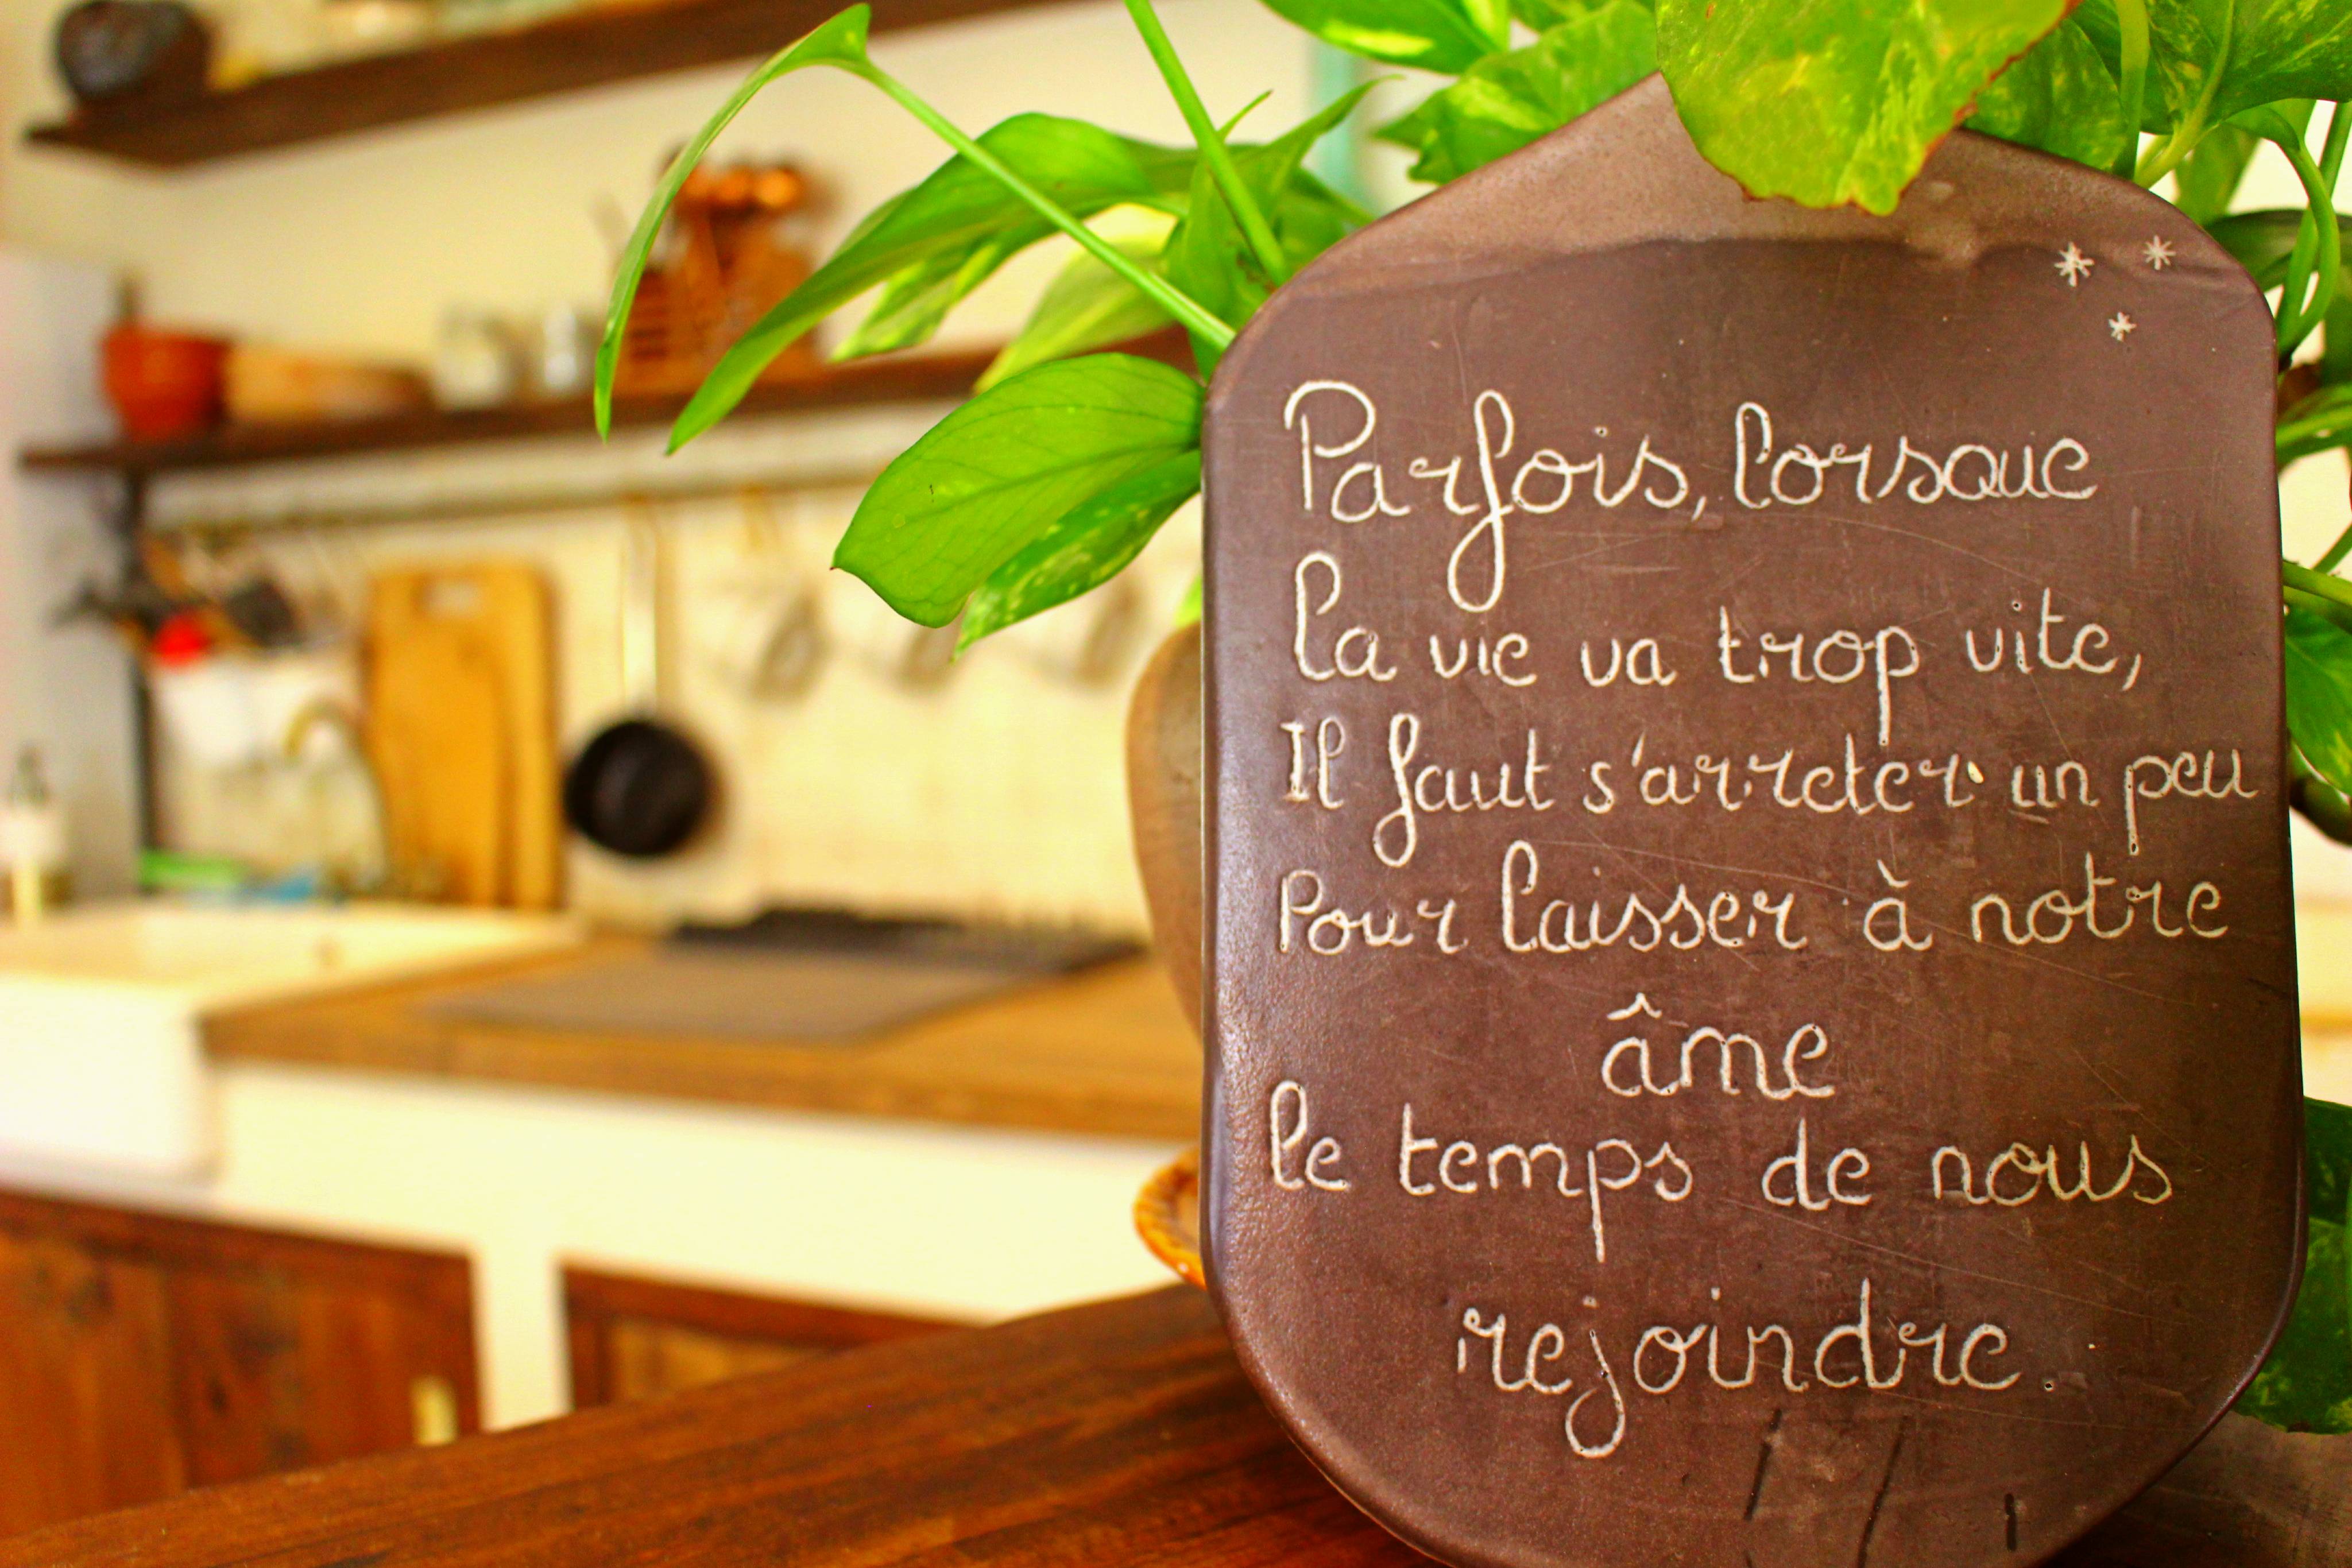 Parfois, lorsque
la vie va trop vite,
Il faut s'arreter un peu
Pour laisser à notre
âme
le temps de nous
rejoindre.